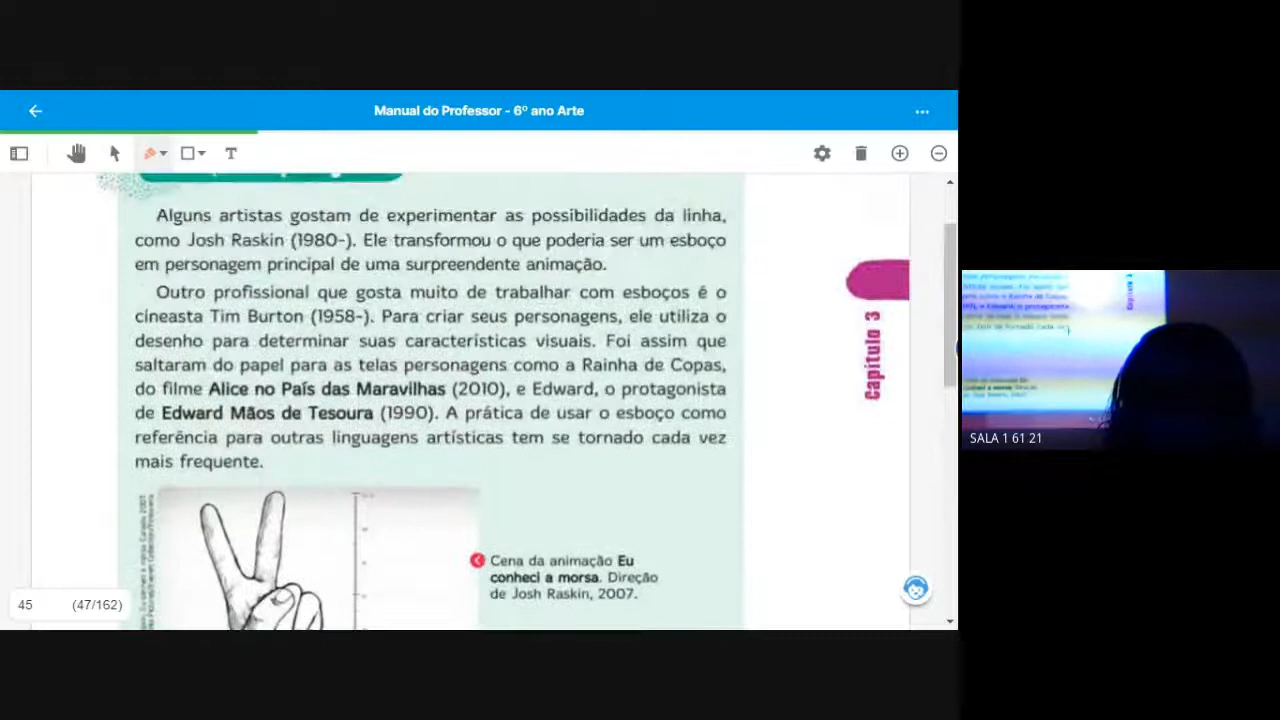 Manual do Professor - 6º ano Arte
Alguns artistas gostam de experimentar as possibilidades da linha,
como Josh Raskin (1980-). Ele transformou o que poderia ser um esboço
em personagem principal de uma surpreendente animação.
Outro profissional que gosta muito de trabalhar com esboços é o
cineasta Tim Burton (1958-). Para criar seus personagens, ele utiliza o
desenho para determinar suas características visuais. Foi assim que
saltaram do papel para as telas personagens como a Rainha de Copas,
do filme Alice no País das Maravilhas (2010), e Edward, o protagonista
de Edward Mãos de Tesoura (1990). A prática de usar o esboço como
referência para outras linguagens artísticas tem se tornado cada vez
mais frequente.
Cena da animação Eu
conheci a morsa. Direção
de Josh Raskin, 2007.
Capítulo 3
45 (47/162)
SALA 1 61 21